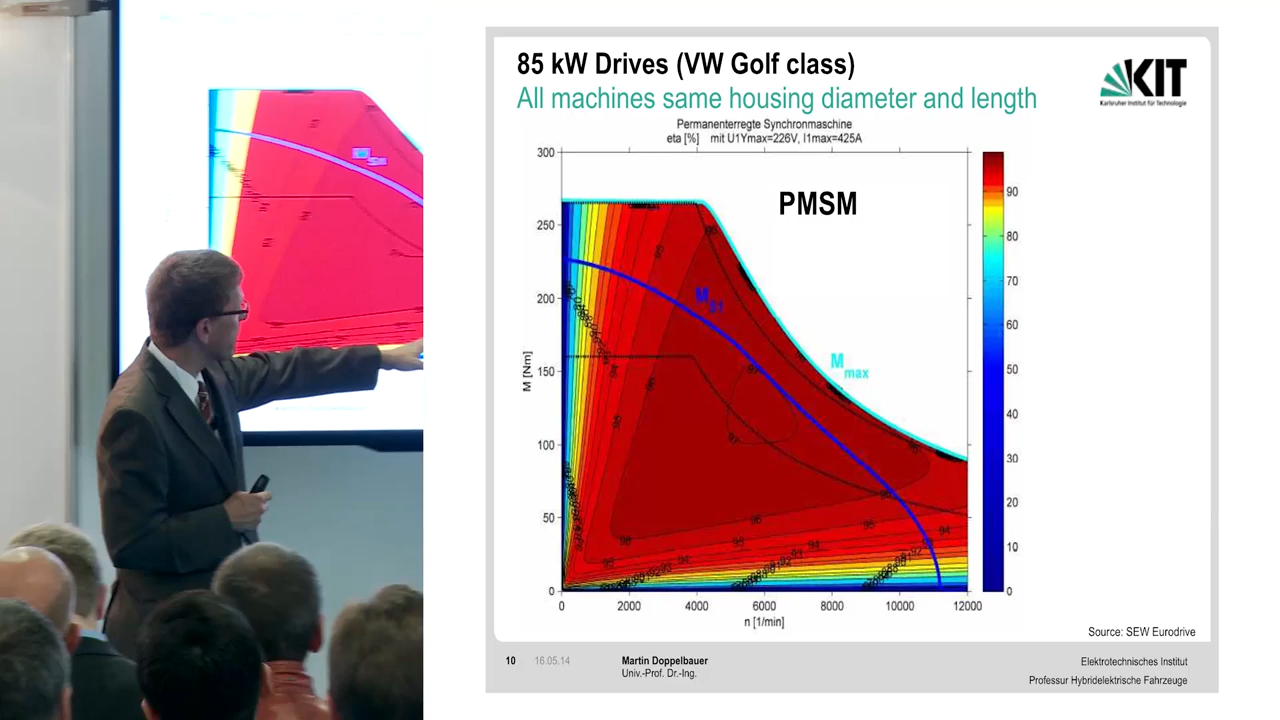 85 kW Drives (VW Golf class)
All machines same housing diameter and length
KIT
Karlsruher Institut für Technologie
Permanenterregte Synchronmaschine
eta [%] mit U1Ymax=226V, I1max=425A
PMSM
M S1
M max
M [Nm]
300
250
200
150
100
50
0
0 2000 4000 6000 8000 10000 12000
n [1/min]
90
80
70
60
50
40
30
20
10
0
Source: SEW Eurodrive
10 16.05.14 Martin Doppelbauer
Univ.-Prof. Dr.-Ing.
Elektrotechnisches Institut
Professur Hybridelektrische Fahrzeuge